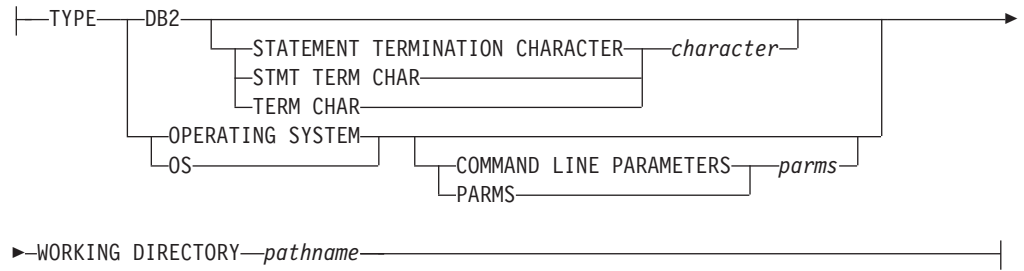 TYPE DB2
STATEMENT TERMINATION CHARACTER character
STMT TERM CHAR
TERM CHAR
OPERATING SYSTEM
OS
COMMAND LINE PARAMETERS parms
PARMS
WORKING DIRECTORY pathname